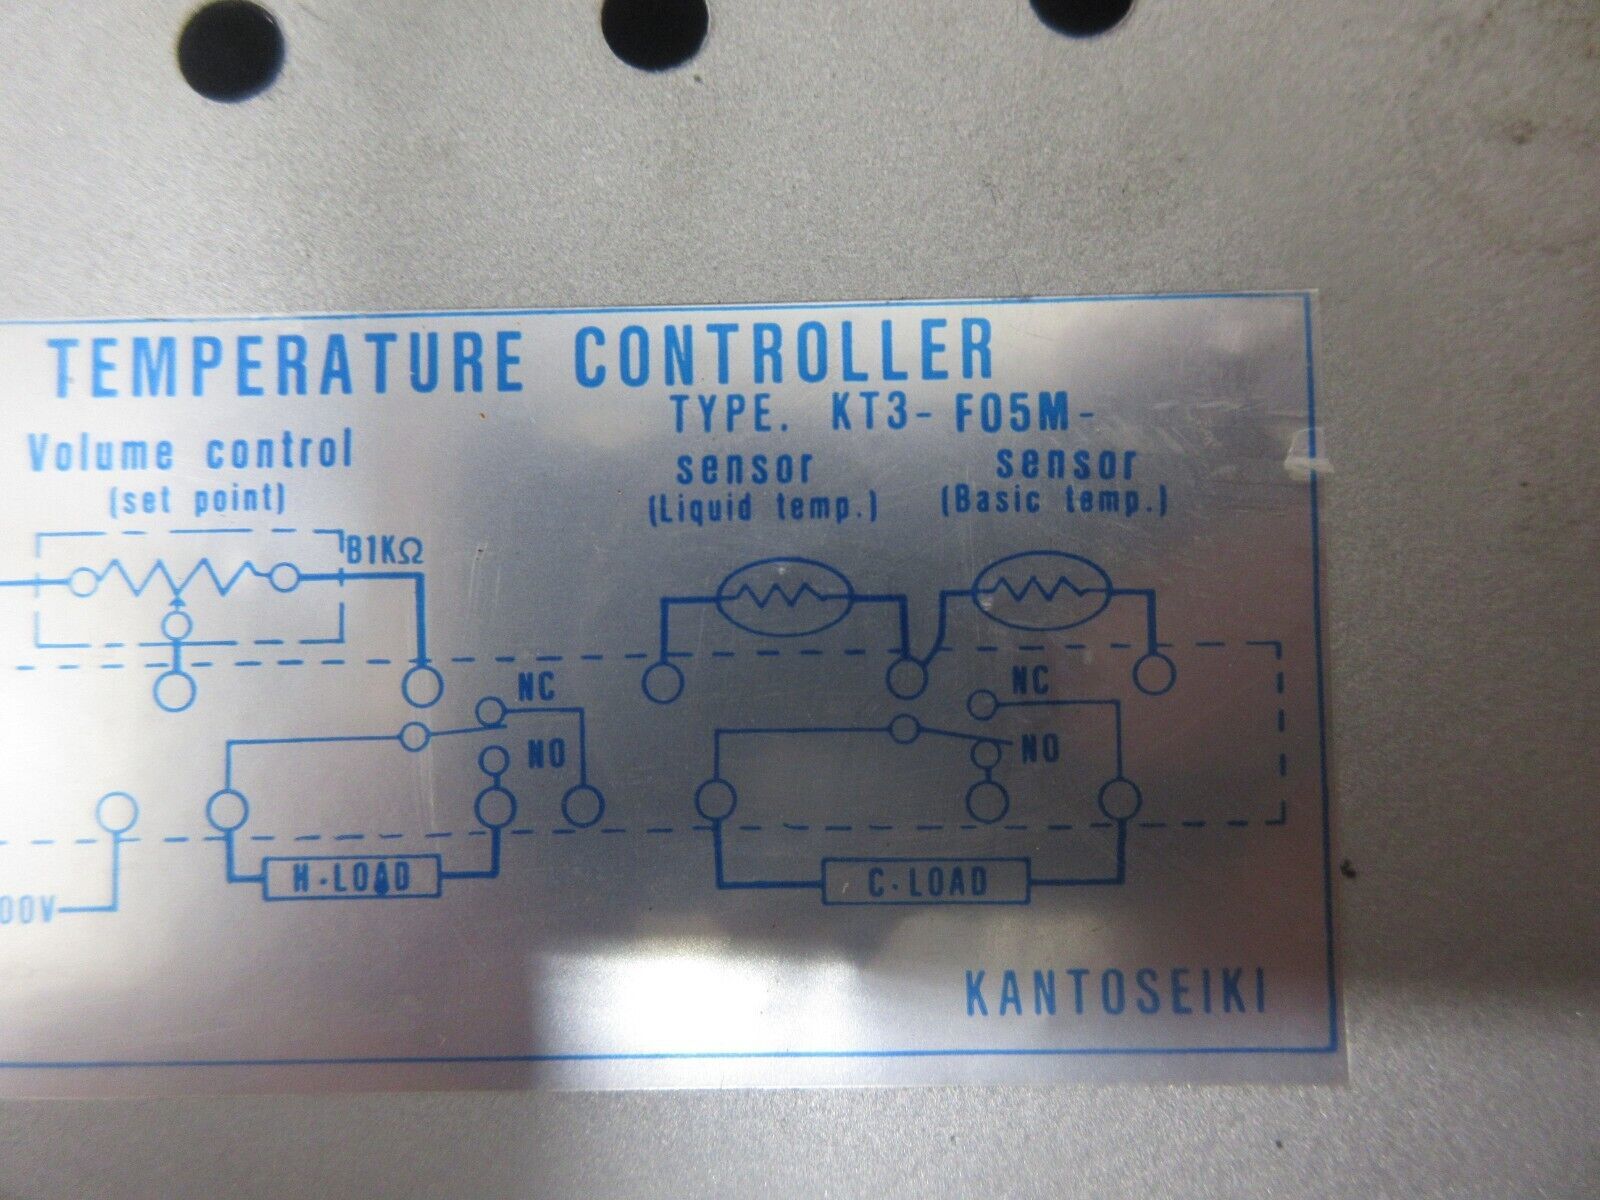 TEMPERATURE CONTROLLER
TYPE. KT3-F05M-
Volume control
(set point)
sensor
(Liquid temp.)
sensor
(Basic temp.)
B1KΩ
NC
NO
NC
NO
H·LOAD
C·LOAD
00V
KANTOSEIKI